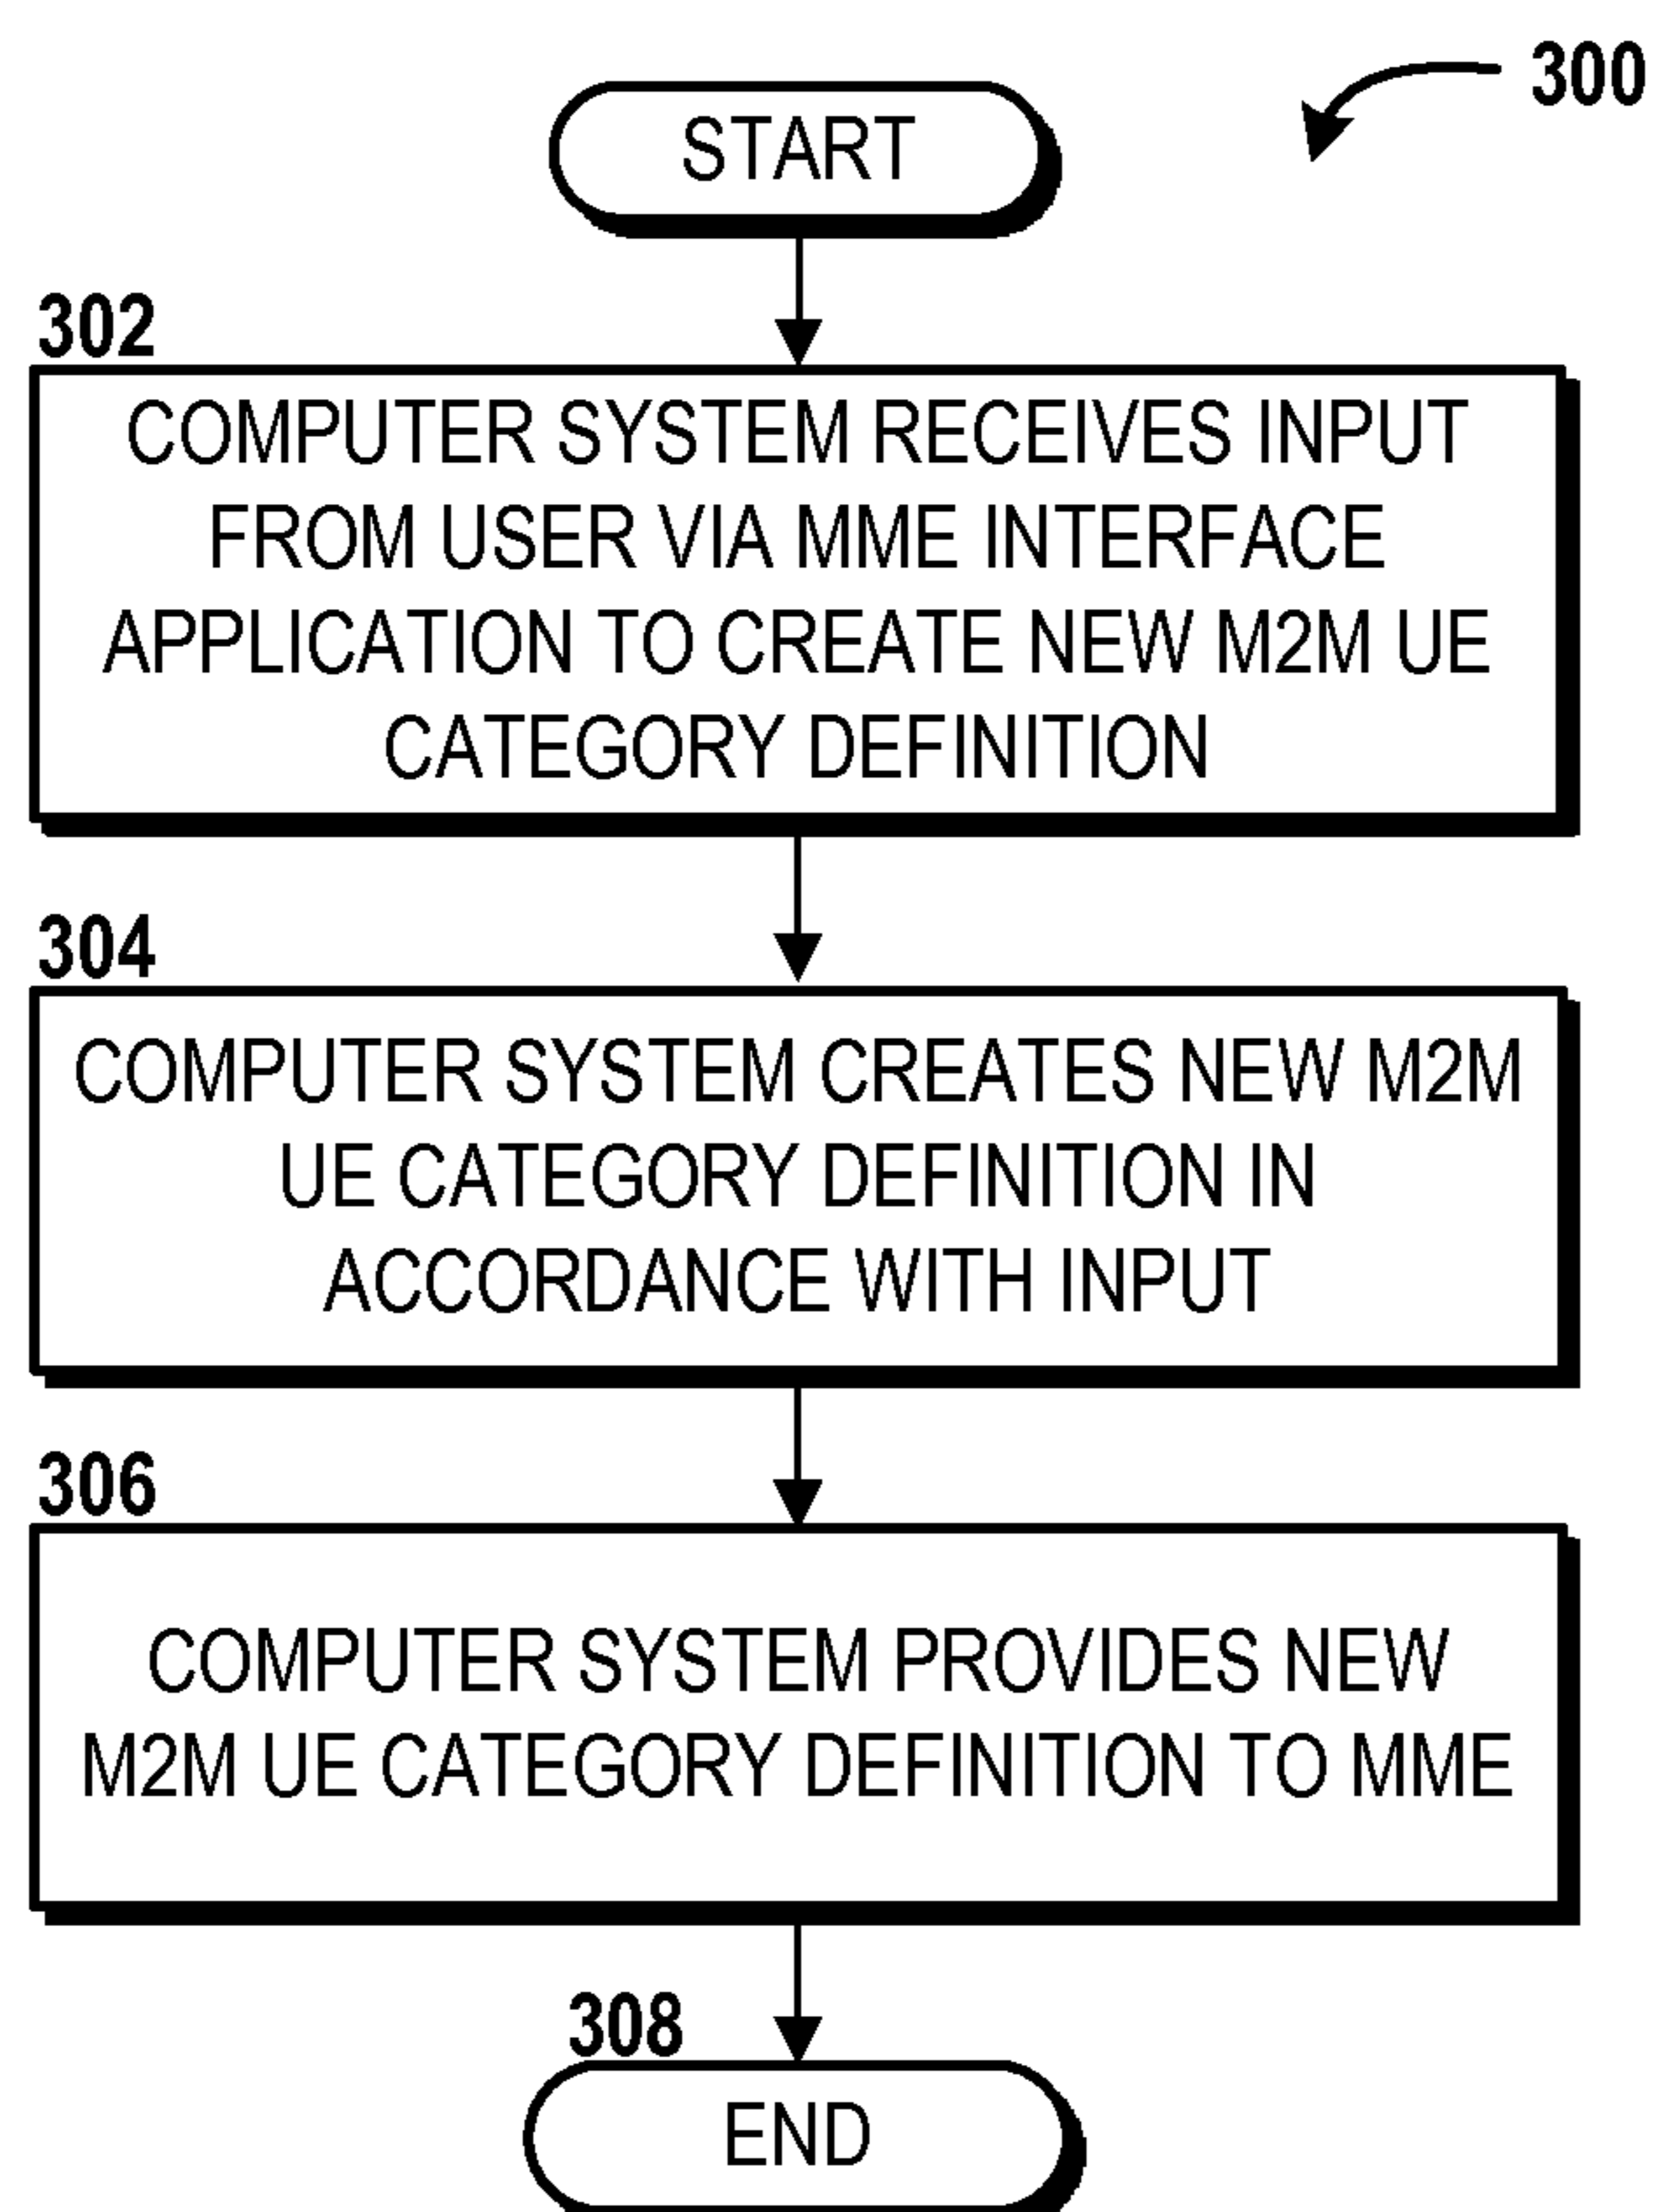 300
START
302
COMPUTER SYSTEM RECEIVES INPUT
FROM USER VIA MME INTERFACE
APPLICATION TO CREATE NEW M2M UE
CATEGORY DEFINITION
304
COMPUTER SYSTEM CREATES NEW M2M
UE CATEGORY DEFINITION IN
ACCORDANCE WITH INPUT
306
COMPUTER SYSTEM PROVIDES NEW
M2M UE CATEGORY DEFINITION TO MME
308
END